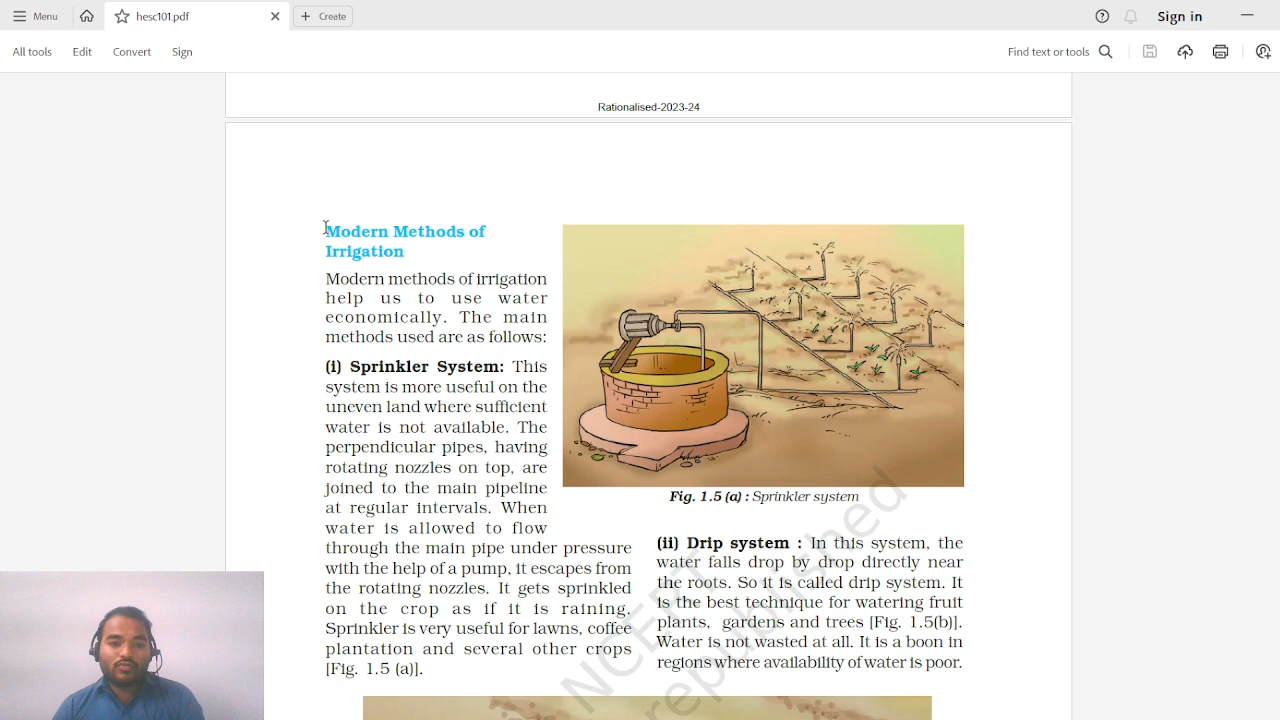 Menu
hesc101.pdf
Create
Sign in
All tools
Edit
Convert
Sign
Find text or tools
Rationalised-2023-24
Modern Methods of
Irrigation
Modern methods of irrigation
help us to use water
economically. The main
methods used are as follows:
(i) Sprinkler System: This
system is more useful on the
uneven land where sufficient
water is not available. The
perpendicular pipes, having
rotating nozzles on top, are
joined to the main pipeline
at regular intervals. When
water is allowed to flow
through the main pipe under pressure
with the help of a pump, it escapes from
the rotating nozzles. It gets sprinkled
on the crop as if it is raining.
Sprinkler is very useful for lawns, coffee
plantation and several other crops
[Fig. 1.5 (a)].
Fig. 1.5 (a) : Sprinkler system
(ii) Drip system : In this system, the
water falls drop by drop directly near
the roots. So it is called drip system. It
is the best technique for watering fruit
plants, gardens and trees [Fig. 1.5(b)].
Water is not wasted at all. It is a boon in
regions where availability of water is poor.
NCERT
republished